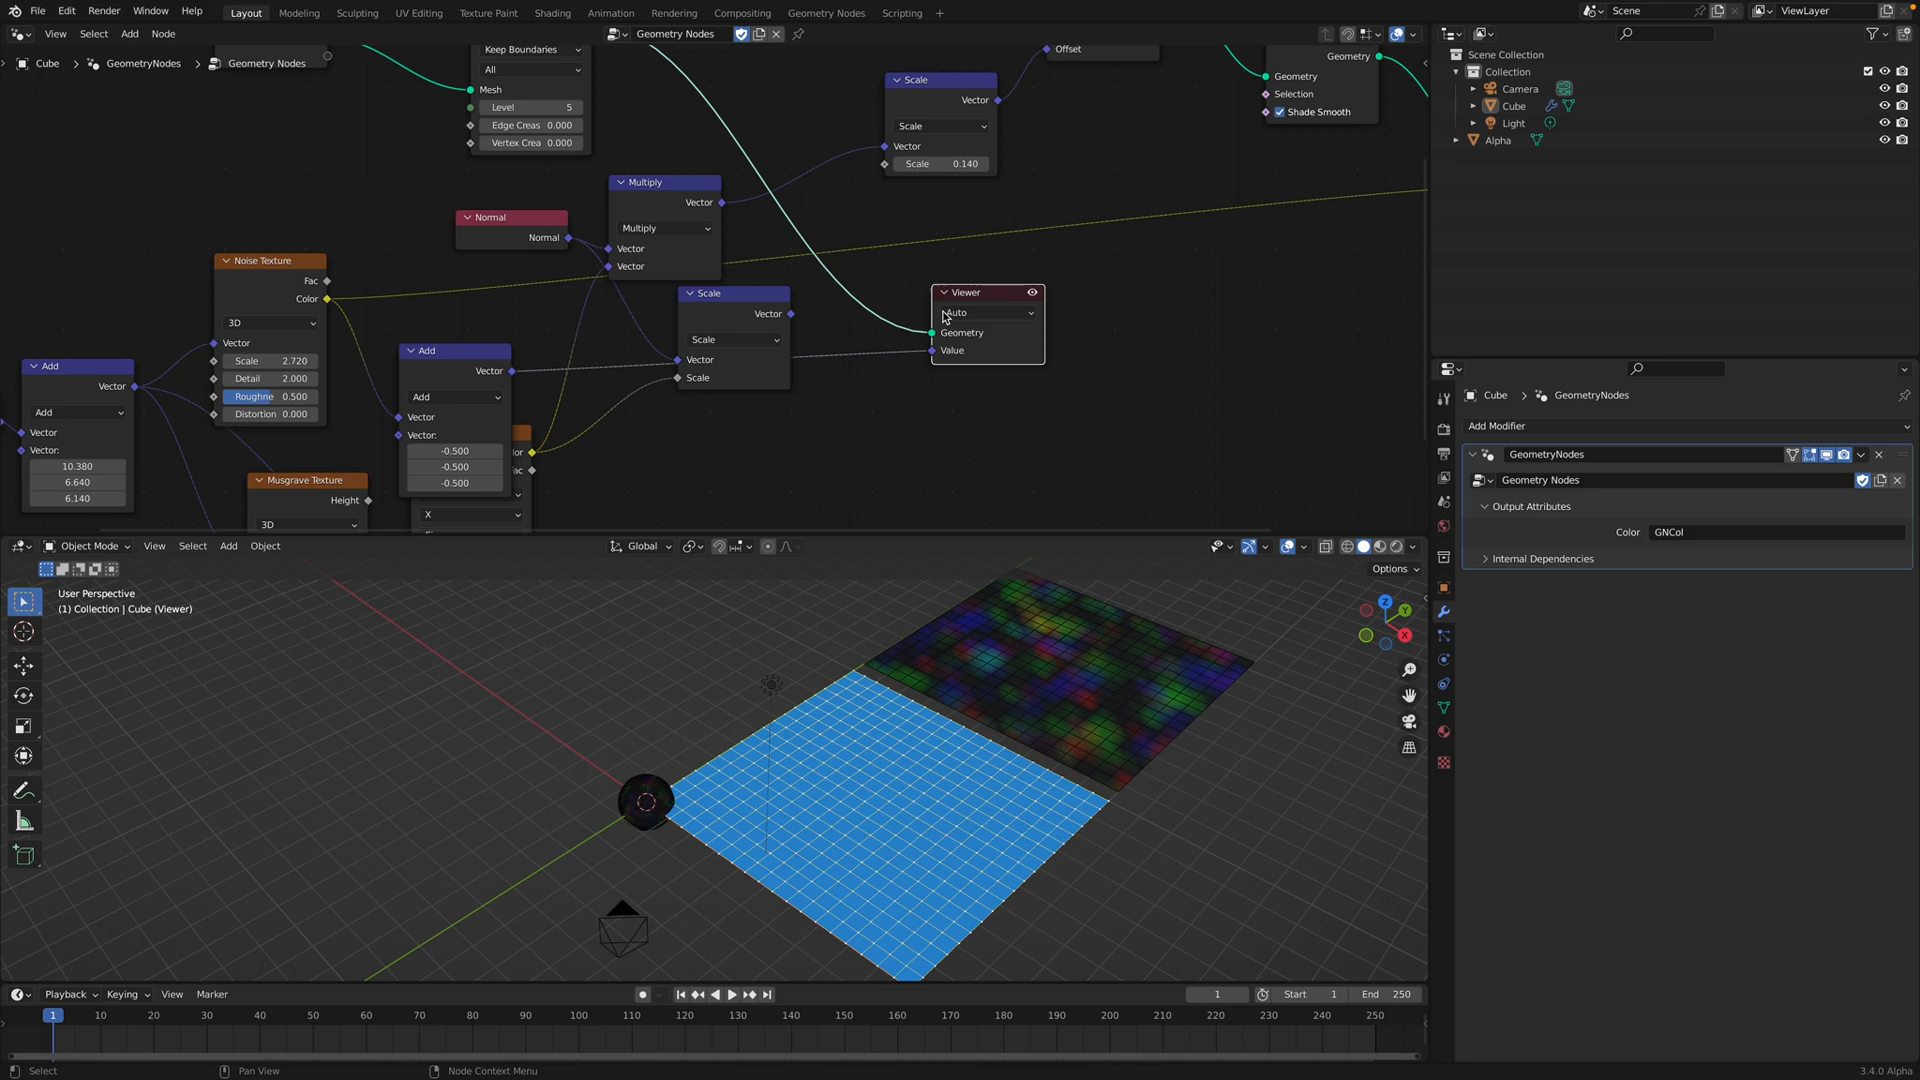 File Edit Render Window Help
Layout Modeling Sculpting UV Editing Texture Paint Shading Animation Rendering Compositing Geometry Nodes Scripting +
Scene
ViewLayer
View Select Add Node
Geometry Nodes
Cube > GeometryNodes > Geometry Nodes
Keep Boundaries
All
Mesh
Level 5
Edge Creas 0.000
Vertex Crea 0.000
Offset
Scale
Vector
Scale
Vector
Scale 0.140
Geometry
Geometry
Selection
Shade Smooth
Multiply
Vector
Multiply
Vector
Vector
Normal
Normal
Noise Texture
Fac
Color
3D
Vector
Scale 2.720
Detail 2.000
Roughne 0.500
Distortion 0.000
Scale
Vector
Scale
Vector
Scale
Viewer
Auto
Geometry
Value
Add
Vector
Add
Vector
Vector:
10.380
6.640
6.140
Add
Vector
Add
Vector
Vector:
-0.500
-0.500
-0.500
lor
ac
X
Musgrave Texture
Height
3D
Scene Collection
Collection
Camera
Cube
Light
Alpha
Cube > GeometryNodes
Add Modifier
GeometryNodes
Geometry Nodes
Output Attributes
Color GNCol
Internal Dependencies
Object Mode View Select Add Object
Global
Options
User Perspective
(1) Collection | Cube (Viewer)
Z
Y
X
Playback Keying View Marker
1 Start 1 End 250
1 10 20 30 40 50 60 70 80 90 100 110 120 130 140 150 160 170 180 190 200 210 220 230 240 250
Select Pan View Node Context Menu
3.4.0 Alpha